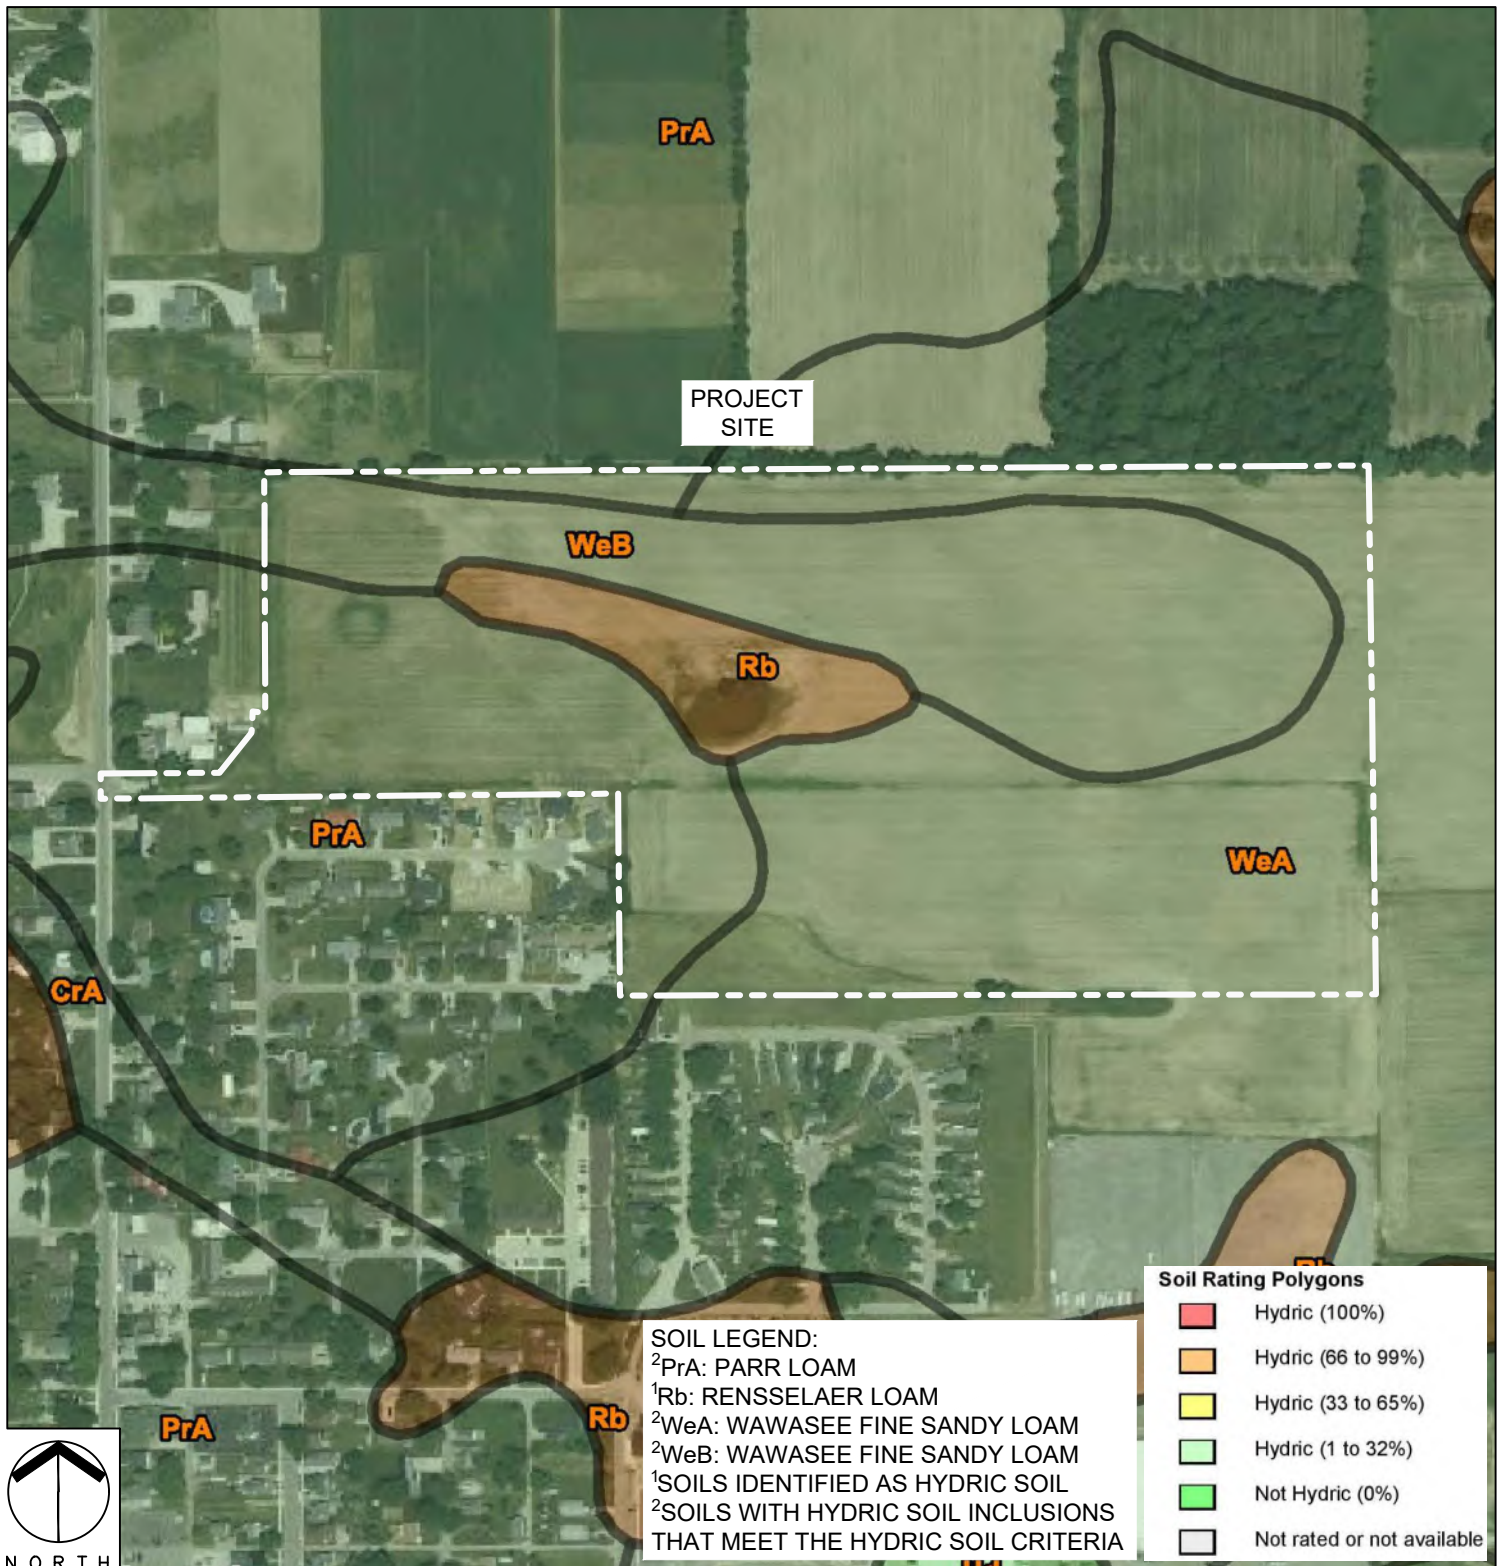 PrA
PROJECT
SITE
WeB
Rb
PrA
WeA
CrA
Rb
PrA
SOIL LEGEND:
²PrA: PARR LOAM
¹Rb: RENSSELAER LOAM
²WeA: WAWASEE FINE SANDY LOAM
²WeB: WAWASEE FINE SANDY LOAM
¹SOILS IDENTIFIED AS HYDRIC SOIL
²SOILS WITH HYDRIC SOIL INCLUSIONS
THAT MEET THE HYDRIC SOIL CRITERIA
Soil Rating Polygons
Hydric (100%)
Hydric (66 to 99%)
Hydric (33 to 65%)
Hydric (1 to 32%)
Not Hydric (0%)
Not rated or not available
NORTH